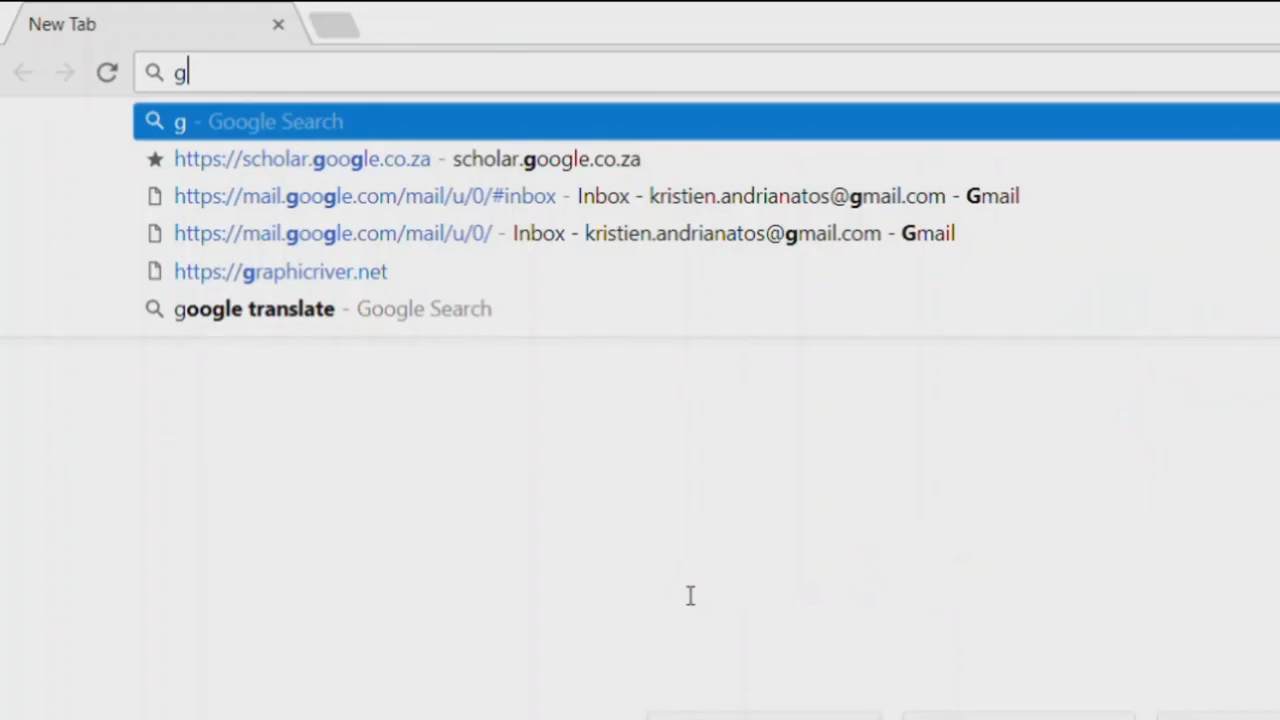 New Tab
g
g - Google Search
https://scholar.google.co.za - scholar.google.co.za
https://mail.google.com/mail/u/0/#inbox - Inbox - kristien.andrianatos@gmail.com - Gmail
https://mail.google.com/mail/u/0/ - Inbox - kristien.andrianatos@gmail.com - Gmail
https://graphicriver.net
google translate - Google Search